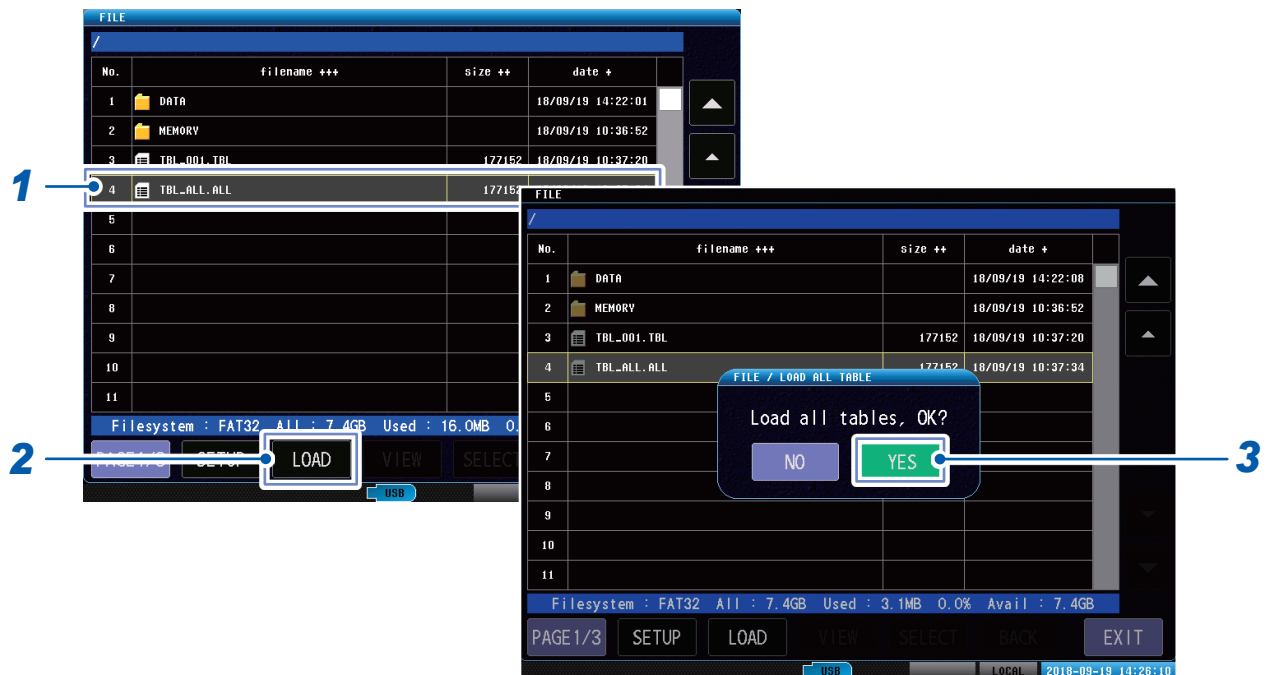 FILE
/
No. filename +++ size ++ date +
1 DATA 18/09/19 14:22:01
2 MEMORY 18/09/19 10:36:52
3 TBL_001.TBL 177152 18/09/19 10:37:20
1
4 TBL_ALL.ALL 177152
5
6
7
8
9
10
11
Filesystem : FAT32 All : 7.4GB Used : 16.0MB 0.
2
PAGE1/3 SETUP LOAD VIEW SELECT
USB
FILE
/
No. filename +++ size ++ date +
1 DATA 18/09/19 14:22:08
2 MEMORY 18/09/19 10:36:52
3 TBL_001.TBL 177152 18/09/19 10:37:20
4 TBL_ALL.ALL 177152 18/09/19 10:37:34
FILE / LOAD ALL TABLE
5
Load all tables, OK?
6
7
NO YES
3
8
9
10
11
Filesystem : FAT32 All : 7.4GB Used : 3.1MB 0.0% Avail : 7.4GB
PAGE1/3 SETUP LOAD VIEW SELECT BACK EXIT
USB LOCAL 2018-09-19 14:26:10